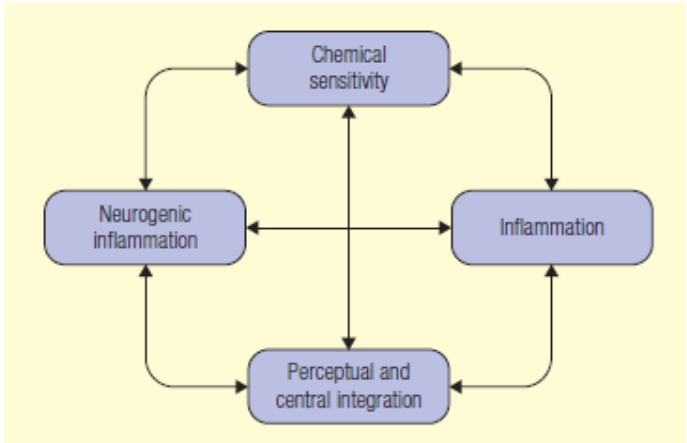 Chemical
sensitivity
Neurogenic
inflammation
Inflammation
Perceptual and
central integration